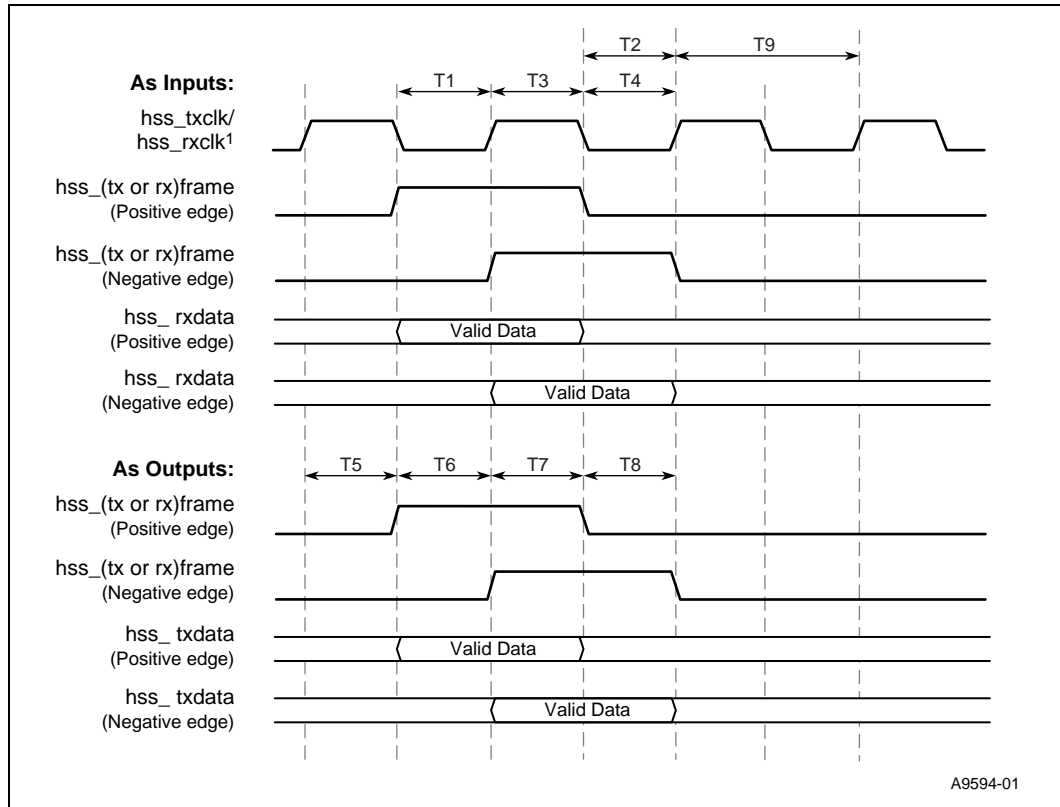 T2 T9
As Inputs: T1 T3 T4
hss_txclk/
hss_rxclk1
hss_(tx or rx)frame
(Positive edge)
hss_(tx or rx)frame
(Negative edge)
hss_ rxdata
(Positive edge)
Valid Data
hss_ rxdata
(Negative edge)
Valid Data
As Outputs: T5 T6 T7 T8
hss_(tx or rx)frame
(Positive edge)
hss_(tx or rx)frame
(Negative edge)
hss_ txdata
(Positive edge)
Valid Data
hss_ txdata
(Negative edge)
Valid Data
A9594-01